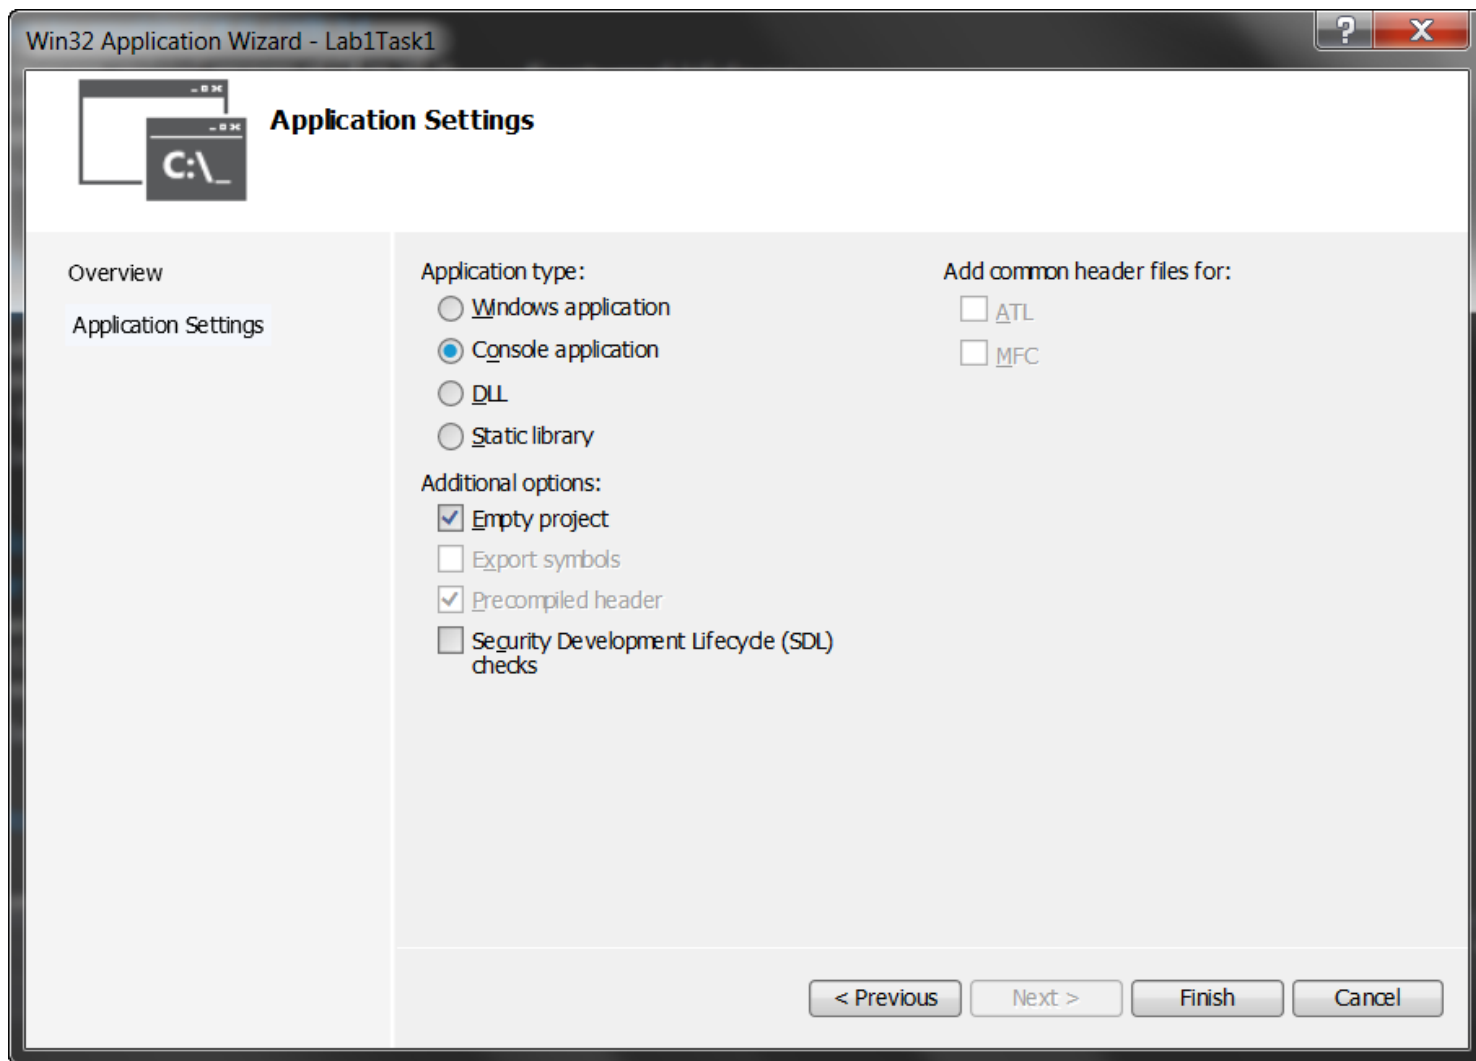 Win32 Application Wizard - Lab1Task1
?
X
C:\_
Application Settings
Overview
Application Settings
Application type:
Windows application
Console application
DLL
Static library
Additional options:
Empty project
Export symbols
Precompiled header
Security Development Lifecycle (SDL)
checks
Add common header files for:
ATL
MFC
< Previous
Next >
Finish
Cancel